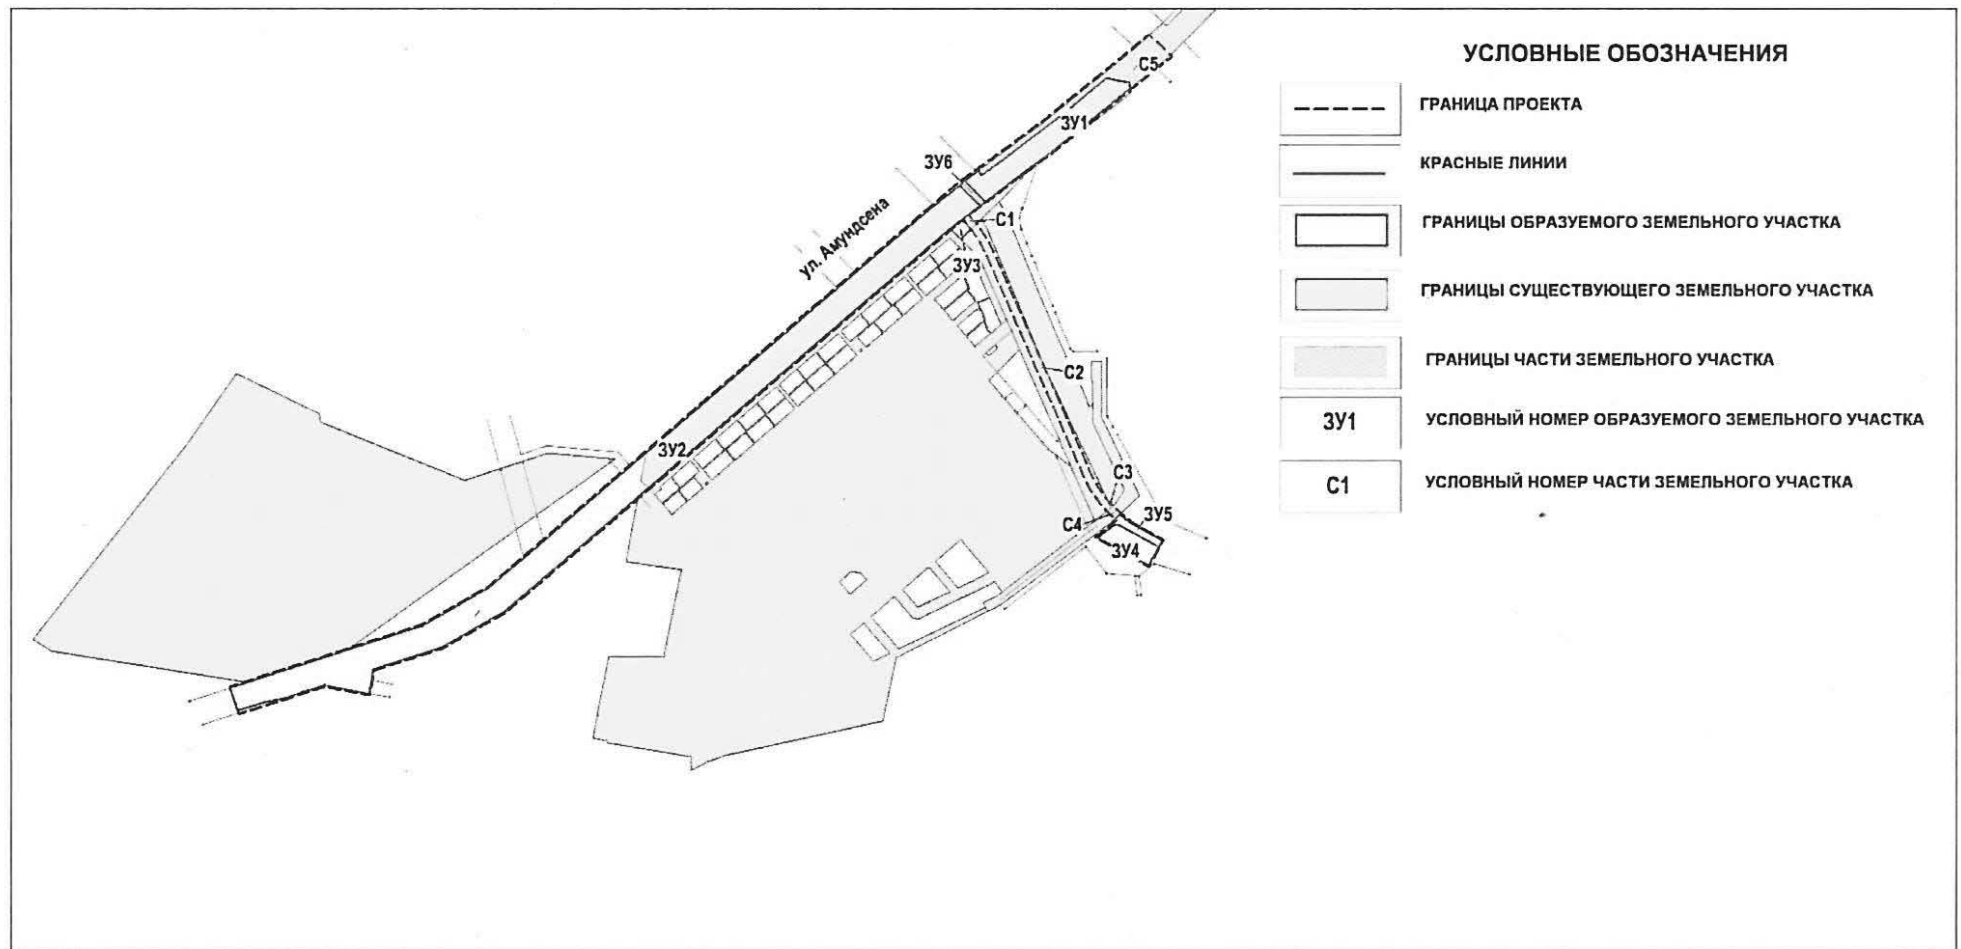 УСЛОВНЫЕ ОБОЗНАЧЕНИЯ
ГРАНИЦА ПРОЕКТА
КРАСНЫЕ ЛИНИИ
ГРАНИЦЫ ОБРАЗУЕМОГО ЗЕМЕЛЬНОГО УЧАСТКА
ГРАНИЦЫ СУЩЕСТВУЮЩЕГО ЗЕМЕЛЬНОГО УЧАСТКА
ГРАНИЦЫ ЧАСТИ ЗЕМЕЛЬНОГО УЧАСТКА
ЗУ1 УСЛОВНЫЙ НОМЕР ОБРАЗУЕМОГО ЗЕМЕЛЬНОГО УЧАСТКА
С1 УСЛОВНЫЙ НОМЕР ЧАСТИ ЗЕМЕЛЬНОГО УЧАСТКА
С5
ЗУ1
ЗУ6
ул. Амундсена
С1
ЗУ3
С2
ЗУ2
С3
С4
ЗУ5
ЗУ4